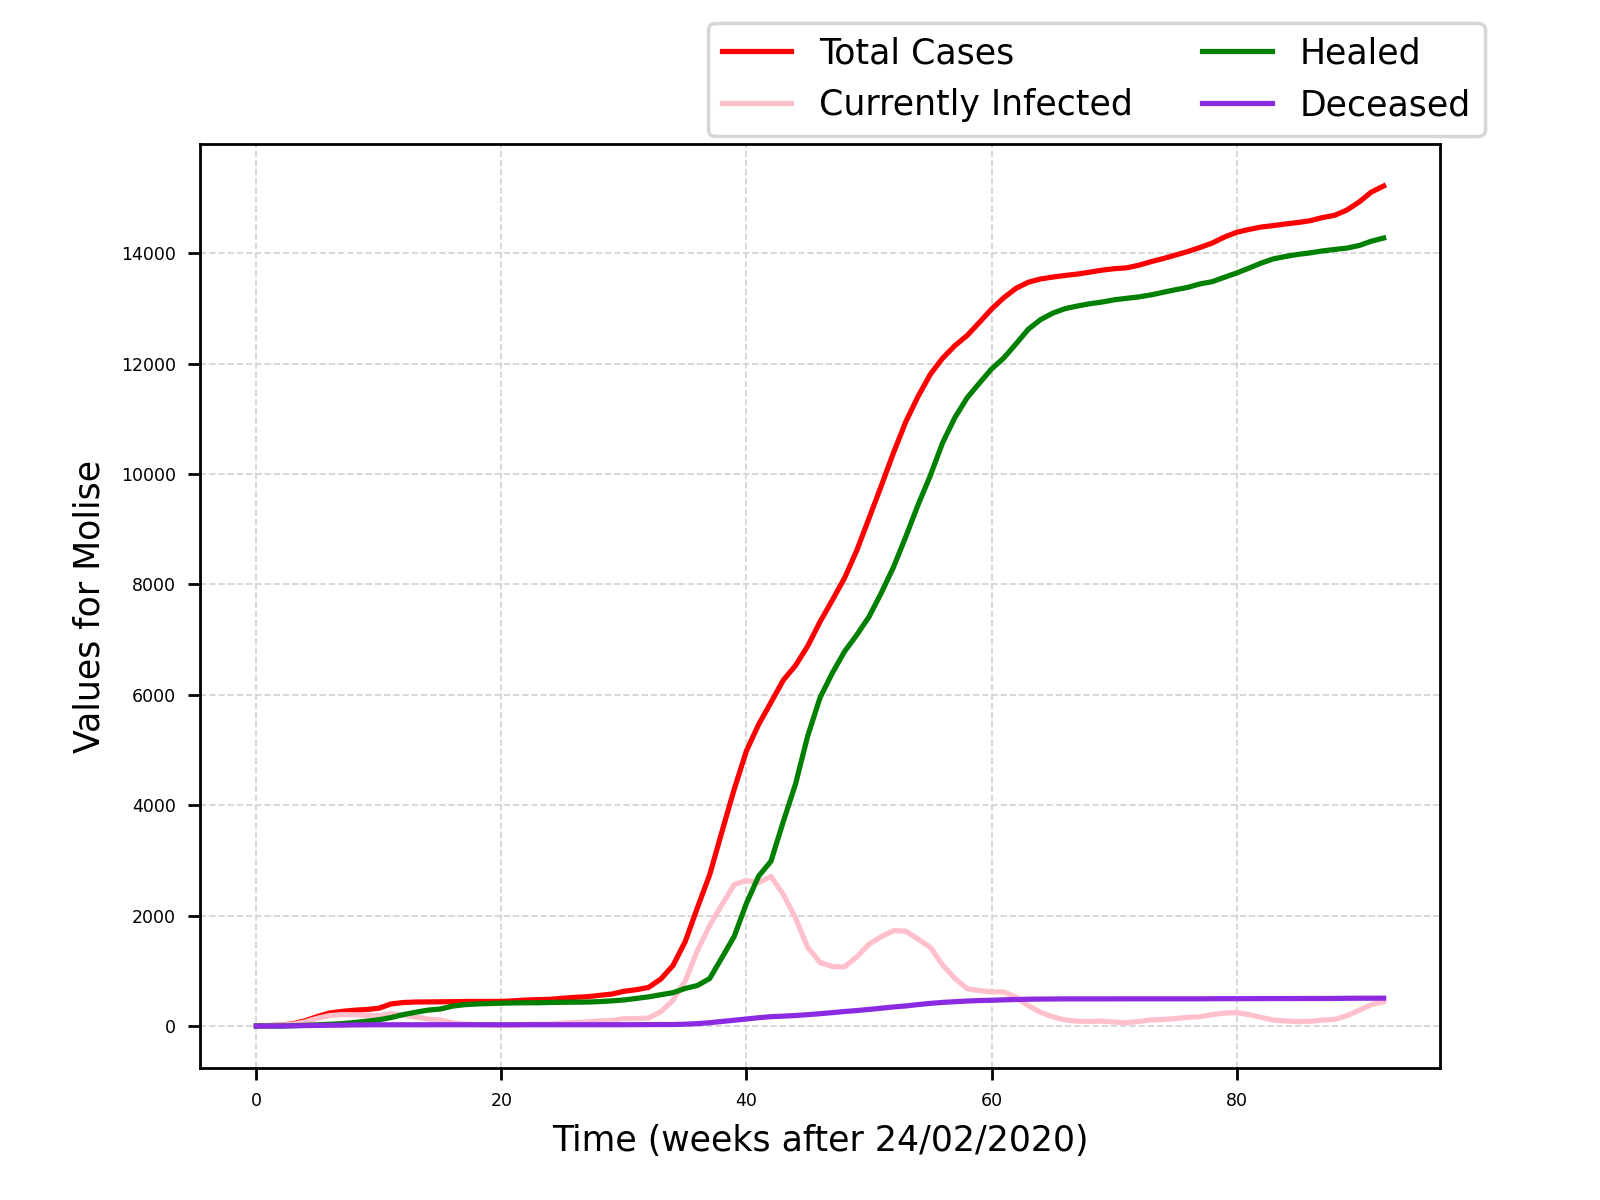 Total Cases
Currently Infected
Healed
Deceased
Values for Molise
14000
12000
10000
8000
6000
4000
2000
0
0 20 40 60 80
Time (weeks after 24/02/2020)